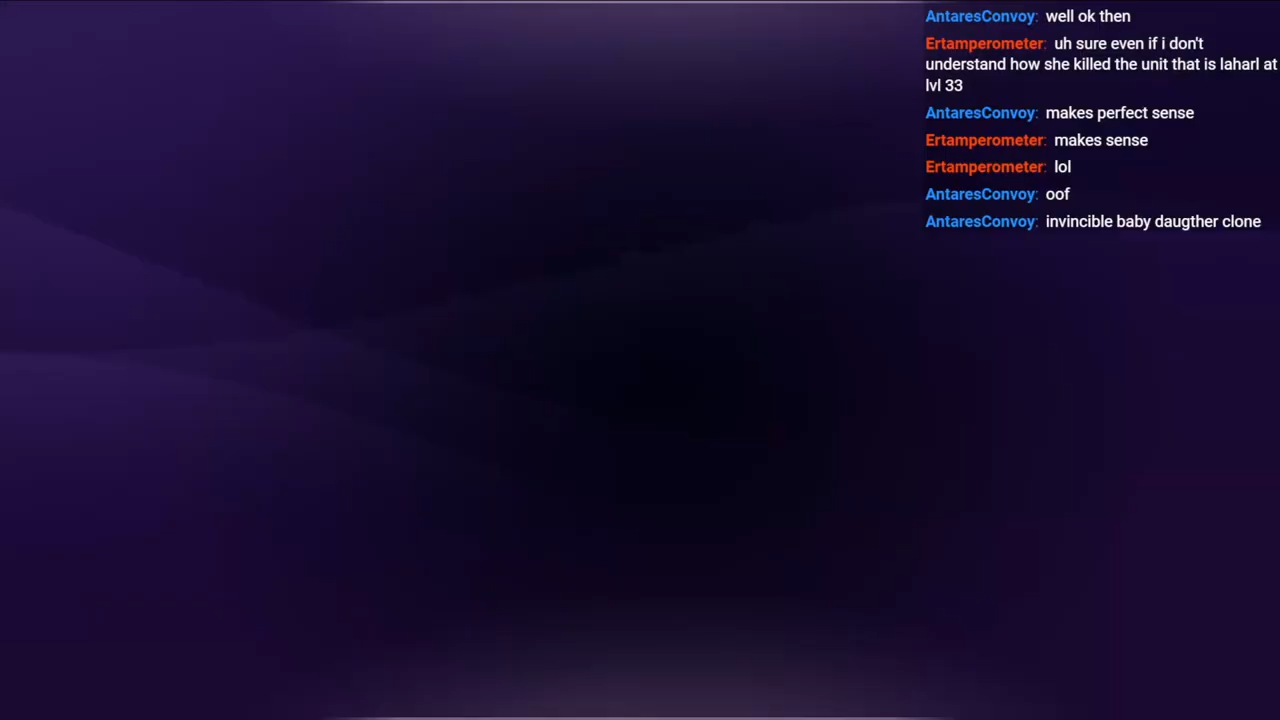 AntaresConvoy: well ok then
Ertamperometer: uh sure even if i don't
understand how she killed the unit that is laharl at
lvl 33
AntaresConvoy: makes perfect sense
Ertamperometer: makes sense
Ertamperometer: lol
AntaresConvoy: oof
AntaresConvoy: invincible baby daugther clone